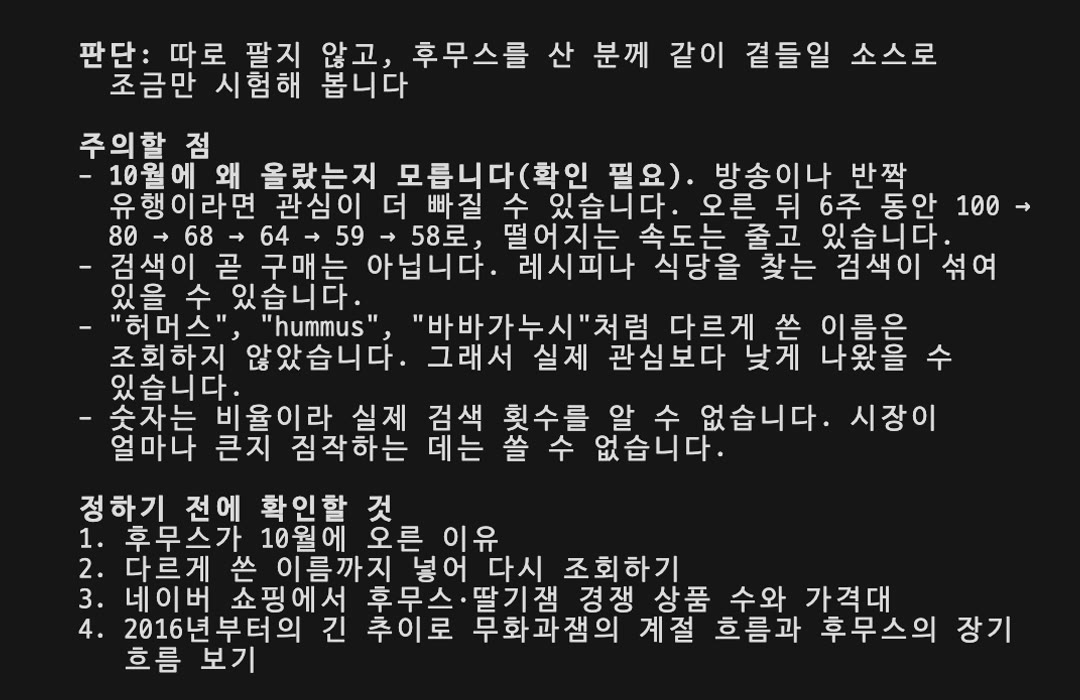 판단: 따로 팔지 않고, 후무스를 산 분께 같이 곁들일 소스로
조금만 시험해 봅니다
주의할 점
- 10월에 왜 올랐는지 모릅니다(확인 필요). 방송이나 반짝
유행이라면 관심이 더 빠질 수 있습니다. 오른 뒤 6주 동안 100 →
80 → 68 → 64 → 59 → 58로, 떨어지는 속도는 줄고 있습니다.
- 검색이 곧 구매는 아닙니다. 레시피나 식당을 찾는 검색이 섞여
있을 수 있습니다.
- "허머스", "hummus", "바바가누시"처럼 다르게 쓴 이름은
조회하지 않았습니다. 그래서 실제 관심보다 낮게 나왔을 수
있습니다.
- 숫자는 비율이라 실제 검색 횟수를 알 수 없습니다. 시장이
얼마나 큰지 짐작하는 데는 쓸 수 없습니다.
정하기 전에 확인할 것
1. 후무스가 10월에 오른 이유
2. 다르게 쓴 이름까지 넣어 다시 조회하기
3. 네이버 쇼핑에서 후무스·딸기잼 경쟁 상품 수와 가격대
4. 2016년부터의 긴 추이로 무화과잼의 계절 흐름과 후무스의 장기
흐름 보기